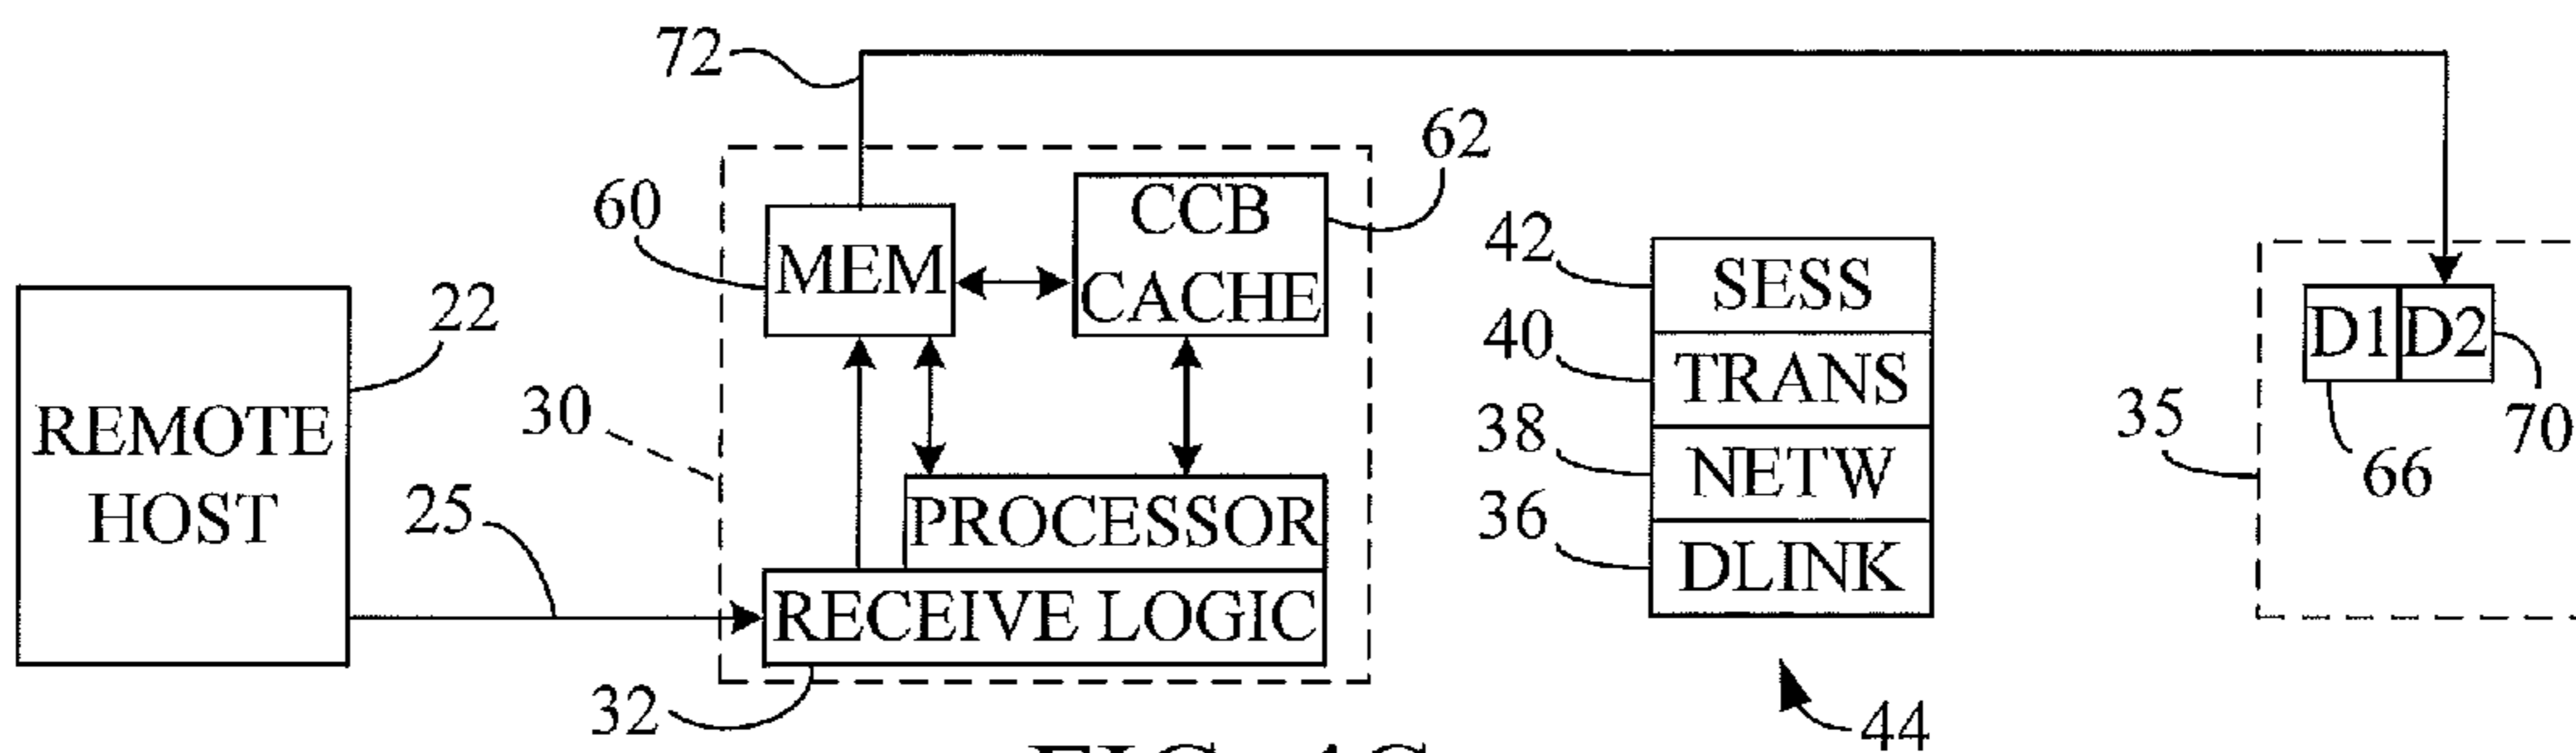 72
62
60
CCB
CACHE
MEM
42
SESS
22
40
TRANS
D1
D2
REMOTE
HOST
30
38
NETW
35
66
70
25
PROCESSOR
36
DLINK
RECEIVE LOGIC
32
44